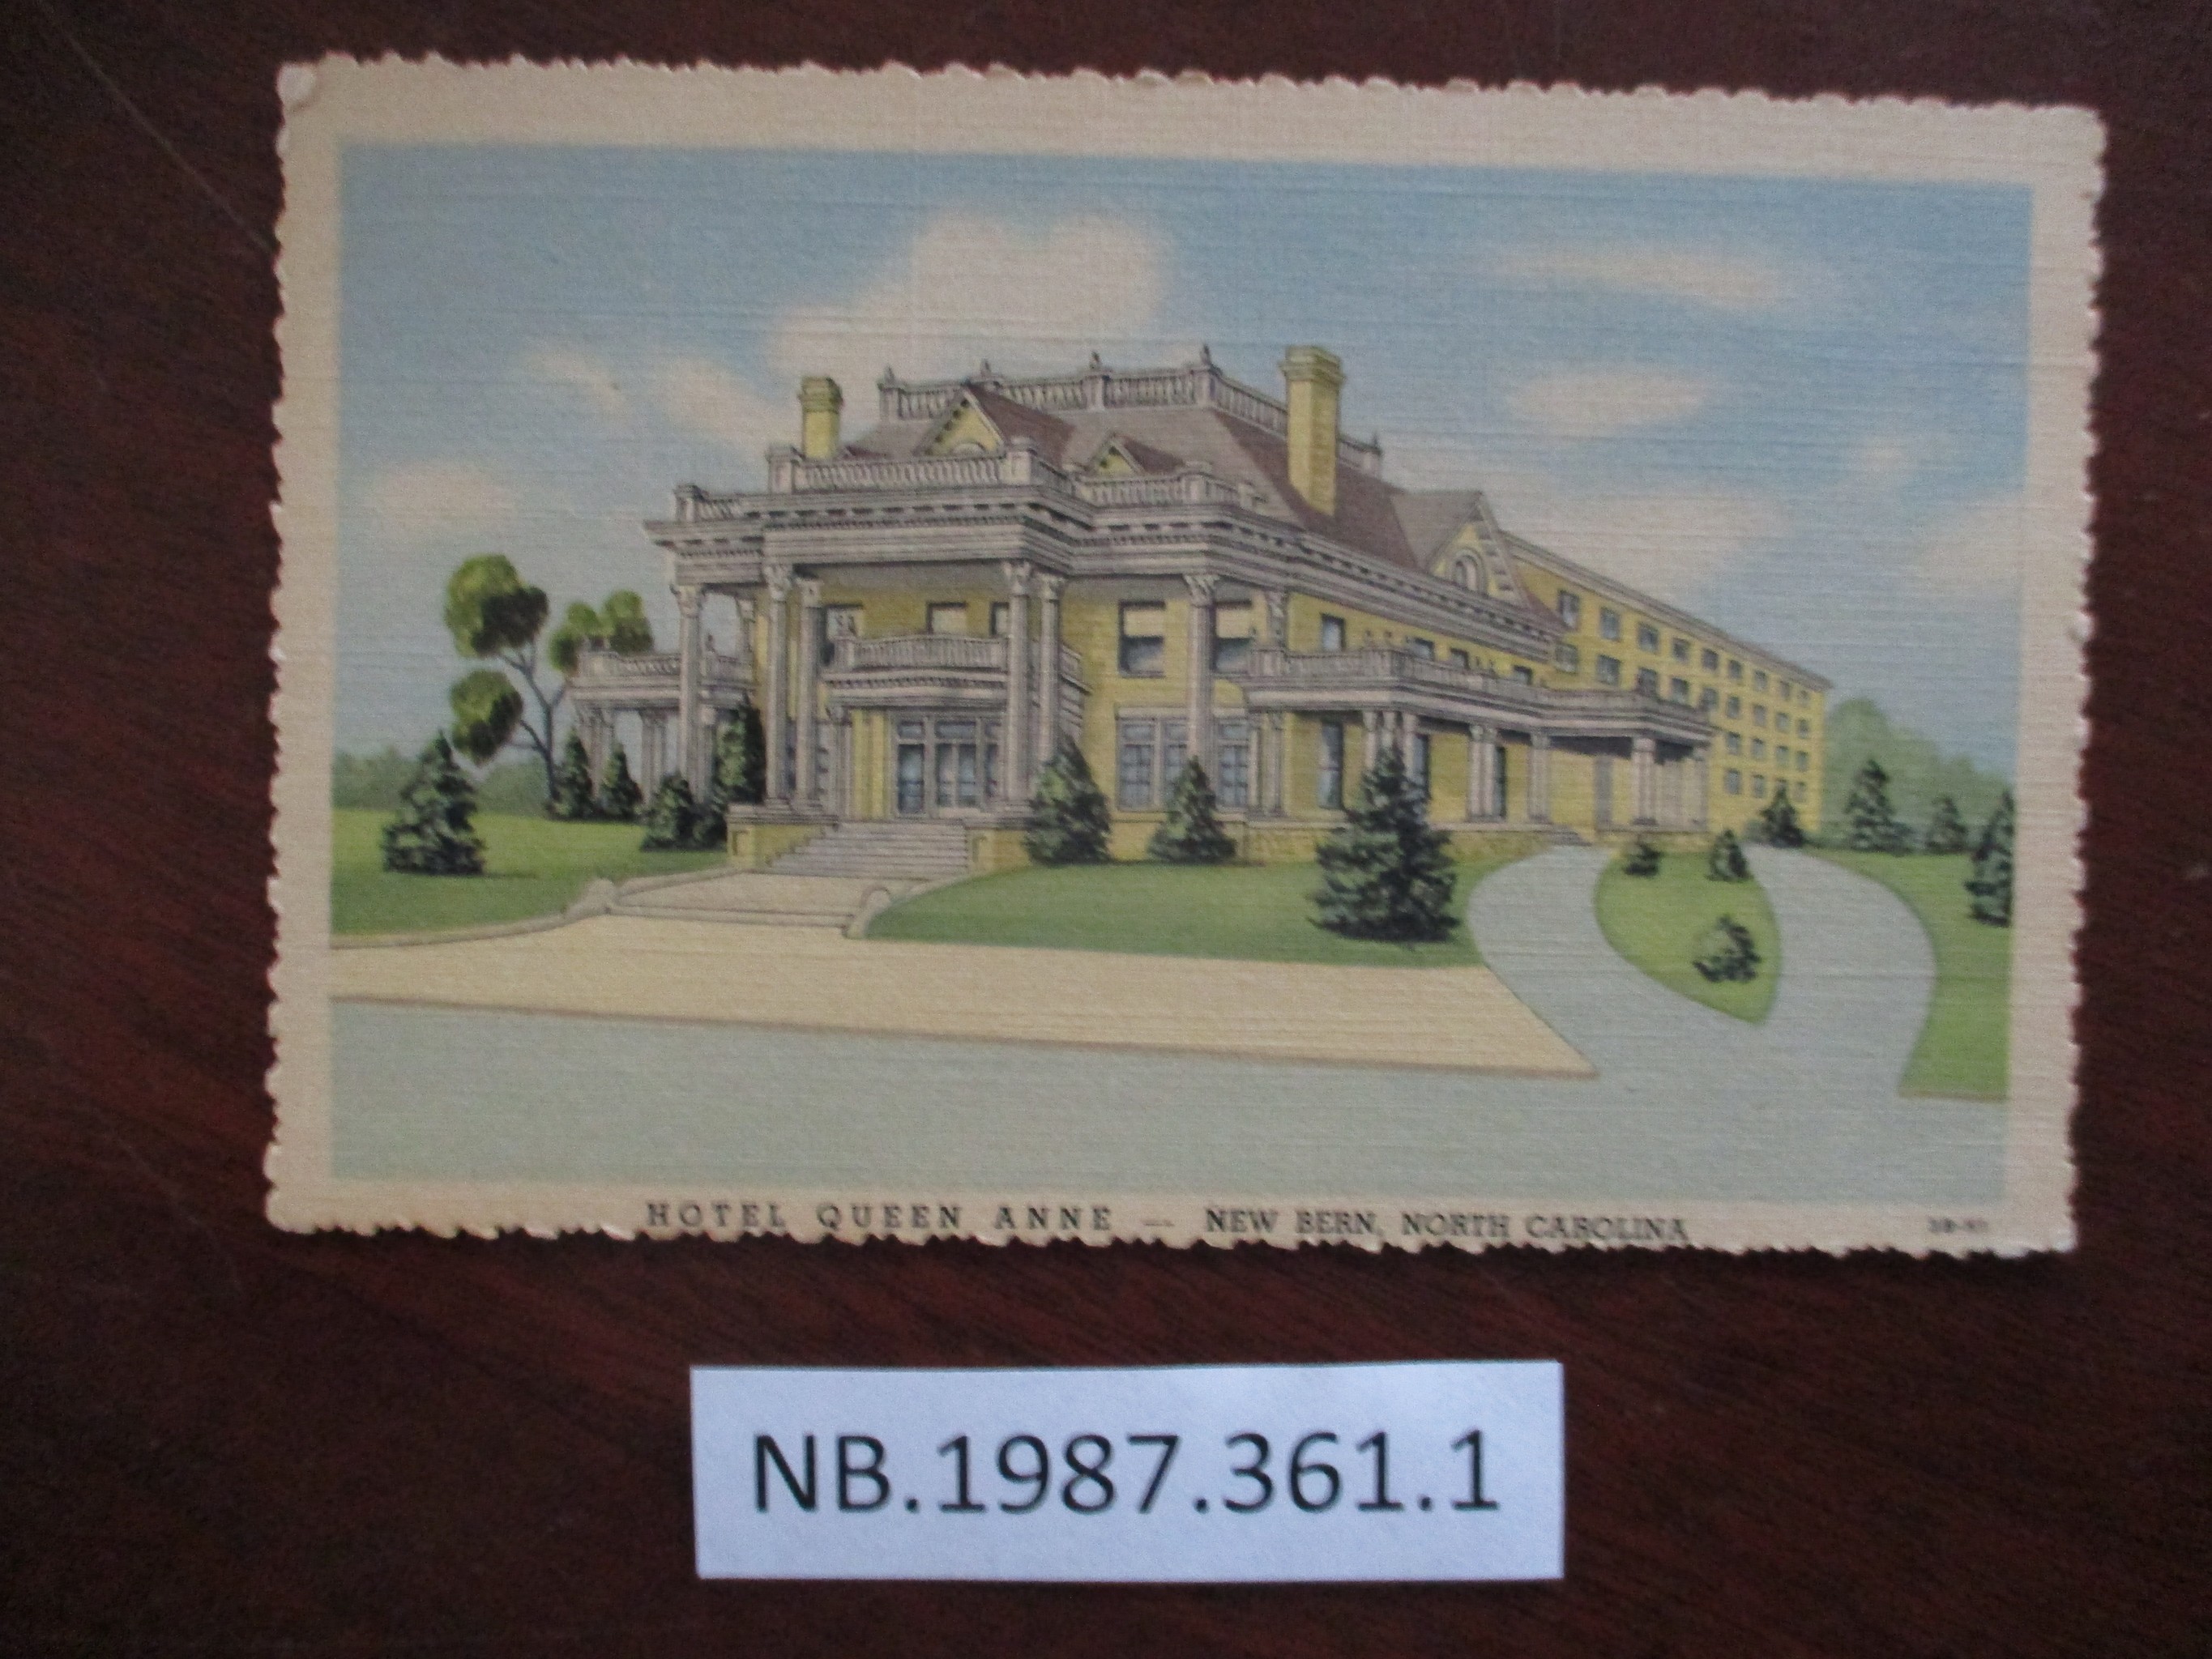 HOTEL QUEEN ANNE — NEW BERN, NORTH CAROLINA
NB.1987.361.1